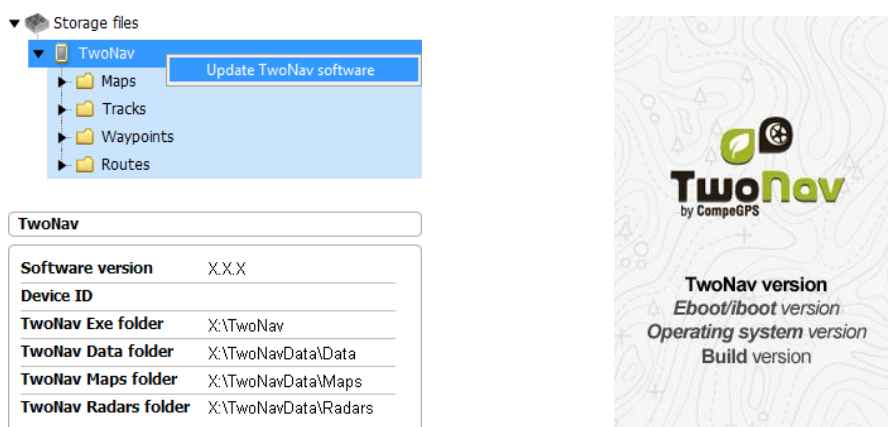 Storage files
TwoNav
Update TwoNav software
Maps
Tracks
Waypoints
Routes
TwoNav
Software version X.X.X
Device ID
TwoNav Exe folder X:\TwoNav
TwoNav Data folder X:\TwoNavData\Data
TwoNav Maps folder X:\TwoNavData\Maps
TwoNav Radars folder X:\TwoNavData\Radars
TwoNav
by CompeGPS
TwoNav version
Eboot/iboot version
Operating system version
Build version